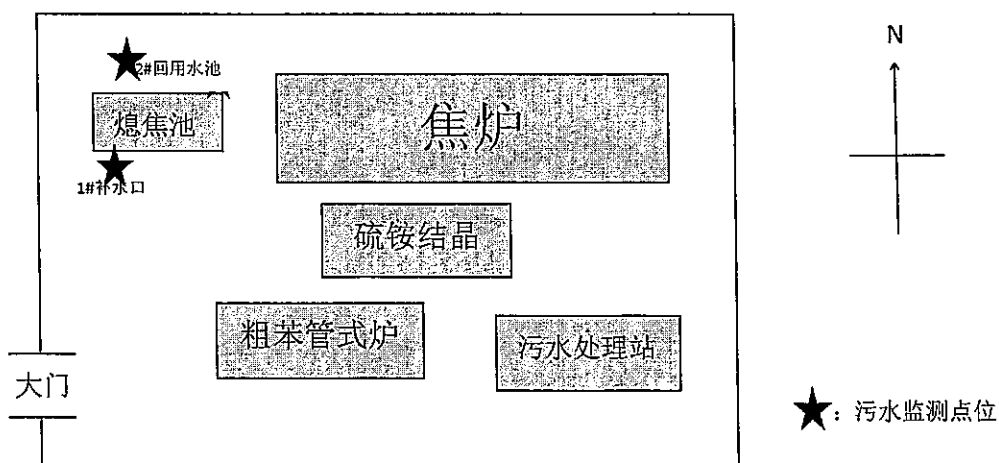 N
2#回用水池
熄焦池
焦炉
1#补水口
硫铵结晶
粗苯管式炉
污水处理站
大门
★：污水监测点位